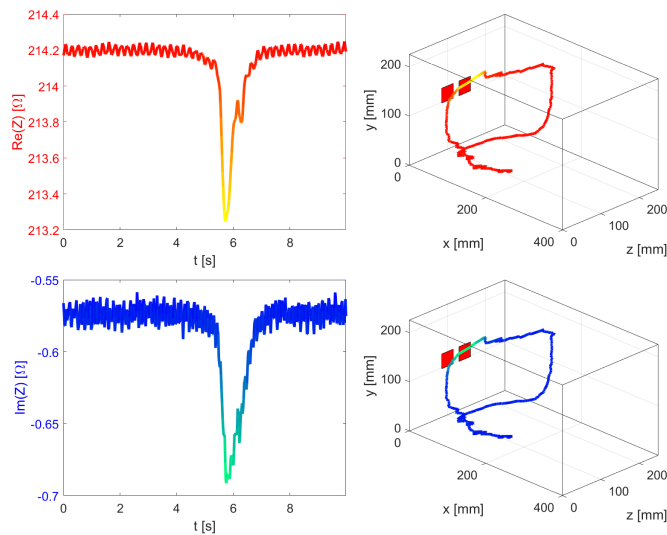 214.4
214.2
214
213.8
213.6
213.4
213.2
Re(Z) [Ω]
0 2 4 6 8
t [s]
200
100
0
y [mm]
0
200
400
x [mm]
0
100
200
z [mm]
-0.55
-0.6
-0.65
-0.7
Im(Z) [Ω]
0 2 4 6 8
t [s]
200
100
0
y [mm]
0
200
400
x [mm]
0
100
200
z [mm]